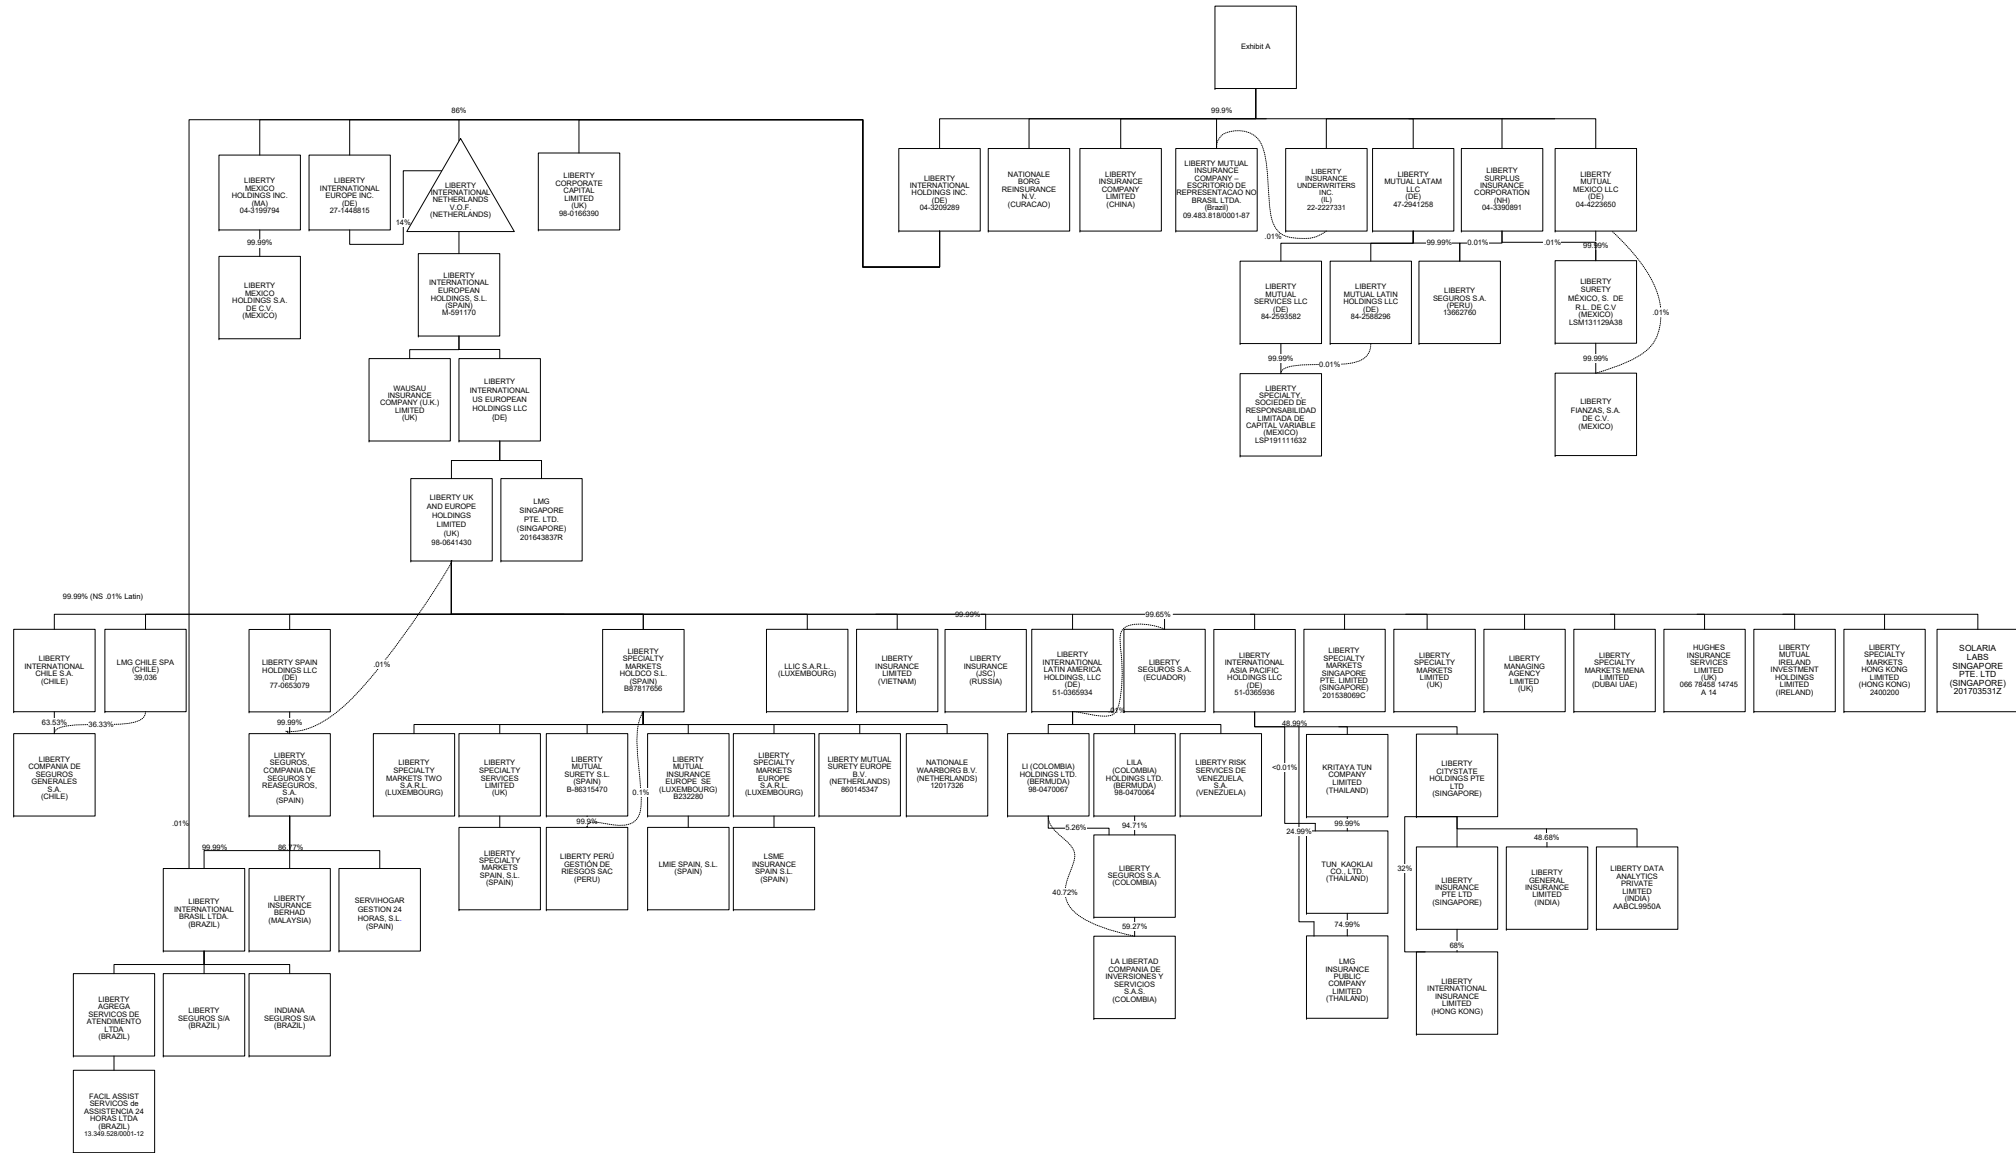 Exhibit A
86%
99.9%
LIBERTY
MEXICO
HOLDINGS INC.
(MA)
04-3199794
LIBERTY
INTERNATIONAL
EUROPE INC.
(DE)
27-1448815
LIBERTY
INTERNATIONAL
NETHERLANDS
V.O.F.
(NETHERLANDS)
LIBERTY
CORPORATE
CAPITAL
LIMITED
(UK)
98-0166390
LIBERTY
INTERNATIONAL
HOLDINGS INC.
(DE)
04-3209289
NATIONALE
BORG
REINSURANCE
N.V.
(CURACAO)
LIBERTY
INSURANCE
COMPANY
LIMITED
(CHINA)
LIBERTY MUTUAL
INSURANCE
COMPANY –
ESCRITORIO DE
REPRESENTACAO NO
BRASIL LTDA.
(Brazil)
09.483.818/0001-87
LIBERTY
INSURANCE
UNDERWRITERS
INC.
(IL)
22-2227331
LIBERTY
MUTUAL LATAM
LLC
(DE)
47-2941258
LIBERTY
SURPLUS
INSURANCE
CORPORATION
(NH)
04-3390891
LIBERTY
MUTUAL
MEXICO LLC
(DE)
04-4223650
14%
.01%
99.99%
99.99%
0.01%
.01%
99.99%
LIBERTY
MEXICO
HOLDINGS S.A.
DE C.V.
(MEXICO)
LIBERTY
INTERNATIONAL
EUROPEAN
HOLDINGS, S.L.
(SPAIN)
M-591170
LIBERTY
MUTUAL
SERVICES LLC
(DE)
84-2593582
LIBERTY
MUTUAL LATIN
HOLDINGS LLC
(DE)
84-2588296
LIBERTY
SEGUROS S.A.
(PERU)
13662760
LIBERTY
SURETY
MÉXICO, S. DE
R.L. DE C.V
(MEXICO)
LSM131129A38
.01%
99.99%
0.01%
99.99%
WAUSAU
INSURANCE
COMPANY (U.K.)
LIMITED
(UK)
LIBERTY
INTERNATIONAL
US EUROPEAN
HOLDINGS LLC
(DE)
LIBERTY
SPECIALTY,
SOCIEDED DE
RESPONSABILIDAD
LIMITADA DE
CAPITAL VARIABLE
(MEXICO)
LSP191111632
LIBERTY
FIANZAS, S.A.
DE C.V.
(MEXICO)
LIBERTY UK
AND EUROPE
HOLDINGS
LIMITED
(UK)
98-0641430
LMG
SINGAPORE
PTE. LTD.
(SINGAPORE)
201643837R
99.99% (NS .01% Latin)
99.99%
99.65%
LIBERTY
INTERNATIONAL
CHILE S.A.
(CHILE)
LMG CHILE SPA
(CHILE)
39,036
LIBERTY SPAIN
HOLDINGS LLC
(DE)
77-0653079
.01%
LIBERTY
SPECIALTY
MARKETS
HOLDCO S.L.
(SPAIN)
B87817656
LLIC S.A.R.L.
(LUXEMBOURG)
LIBERTY
INSURANCE
LIMITED
(VIETNAM)
LIBERTY
INSURANCE
(JSC)
(RUSSIA)
LIBERTY
INTERNATIONAL
LATIN AMERICA
HOLDINGS, LLC
(DE)
51-0365934
LIBERTY
SEGUROS S.A.
(ECUADOR)
LIBERTY
INTERNATIONAL
ASIA PACIFIC
HOLDINGS LLC
(DE)
51-0365936
LIBERTY
SPECIALTY
MARKETS
SINGAPORE
PTE. LIMITED
(SINGAPORE)
201538069C
LIBERTY
SPECIALTY
MARKETS
LIMITED
(UK)
LIBERTY
MANAGING
AGENCY
LIMITED
(UK)
LIBERTY
SPECIALTY
MARKETS MENA
LIMITED
(DUBAI UAE)
HUGHES
INSURANCE
SERVICES
LIMITED
(UK)
066 78458 14745
A 14
LIBERTY
MUTUAL
IRELAND
INVESTMENT
HOLDINGS
LIMITED
(IRELAND)
LIBERTY
SPECIALTY
MARKETS
HONG KONG
LIMITED
(HONG KONG)
2400200
SOLARIA
LABS
SINGAPORE
PTE. LTD
(SINGAPORE)
201703531Z
63.53%
36.33%
99.99%
.01%
48.99%
LIBERTY
COMPANIA DE
SEGUROS
GENERALES
S.A.
(CHILE)
LIBERTY
SEGUROS,
COMPANIA DE
SEGUROS Y
REASEGUROS,
S.A.
(SPAIN)
LIBERTY
SPECIALTY
MARKETS TWO
S.A.R.L.
(LUXEMBOURG)
LIBERTY
SPECIALTY
SERVICES
LIMITED
(UK)
LIBERTY
MUTUAL
SURETY S.L.
(SPAIN)
B-86315470
0.1%
LIBERTY
MUTUAL
INSURANCE
EUROPE SE
(LUXEMBOURG)
B232280
LIBERTY
SPECIALTY
MARKETS
EUROPE
S.A.R.L.
(LUXEMBOURG)
LIBERTY MUTUAL
SURETY EUROPE
B.V.
(NETHERLANDS)
860145347
NATIONALE
WAARBORG B.V.
(NETHERLANDS)
12017326
LI (COLOMBIA)
HOLDINGS LTD.
(BERMUDA)
98-0470067
LILA
(COLOMBIA)
HOLDINGS LTD.
(BERMUDA)
98-0470064
LIBERTY RISK
SERVICES DE
VENEZUELA,
S.A.
(VENEZUELA)
<0.01%
KRITAYA TUN
COMPANY
LIMITED
(THAILAND)
LIBERTY
CITYSTATE
HOLDINGS PTE
LTD
(SINGAPORE)
.01%
99.9%
5.26%
94.71%
24.99%
99.99%
48.68%
99.99%
86.77%
LIBERTY
SPECIALTY
MARKETS
SPAIN, S.L.
(SPAIN)
LIBERTY PERÚ
GESTIÓN DE
RIESGOS SAC
(PERU)
LMIE SPAIN, S.L.
(SPAIN)
LSME
INSURANCE
SPAIN S.L.
(SPAIN)
LIBERTY
SEGUROS S.A.
(COLOMBIA)
TUN KAOKLAI
CO., LTD.
(THAILAND)
32%
LIBERTY
INSURANCE
PTE LTD
(SINGAPORE)
LIBERTY
GENERAL
INSURANCE
LIMITED
(INDIA)
LIBERTY DATA
ANALYTICS
PRIVATE
LIMITED
(INDIA)
AABCL9950A
LIBERTY
INTERNATIONAL
BRASIL LTDA.
(BRAZIL)
LIBERTY
INSURANCE
BERHAD
(MALAYSIA)
SERVIHOGAR
GESTION 24
HORAS, S.L.
(SPAIN)
40.72%
59.27%
74.99%
68%
LA LIBERTAD
COMPANIA DE
INVERSIONES Y
SERVICIOS
S.A.S.
(COLOMBIA)
LMG
INSURANCE
PUBLIC
COMPANY
LIMITED
(THAILAND)
LIBERTY
INTERNATIONAL
INSURANCE
LIMITED
(HONG KONG)
LIBERTY
AGREGA
SERVICOS DE
ATENDIMENTO
LTDA
(BRAZIL)
LIBERTY
SEGUROS S/A
(BRAZIL)
INDIANA
SEGUROS S/A
(BRAZIL)
FACIL ASSIST
SERVICOS de
ASSISTENCIA 24
HORAS LTDA
(BRAZIL)
13.349.528/0001-12